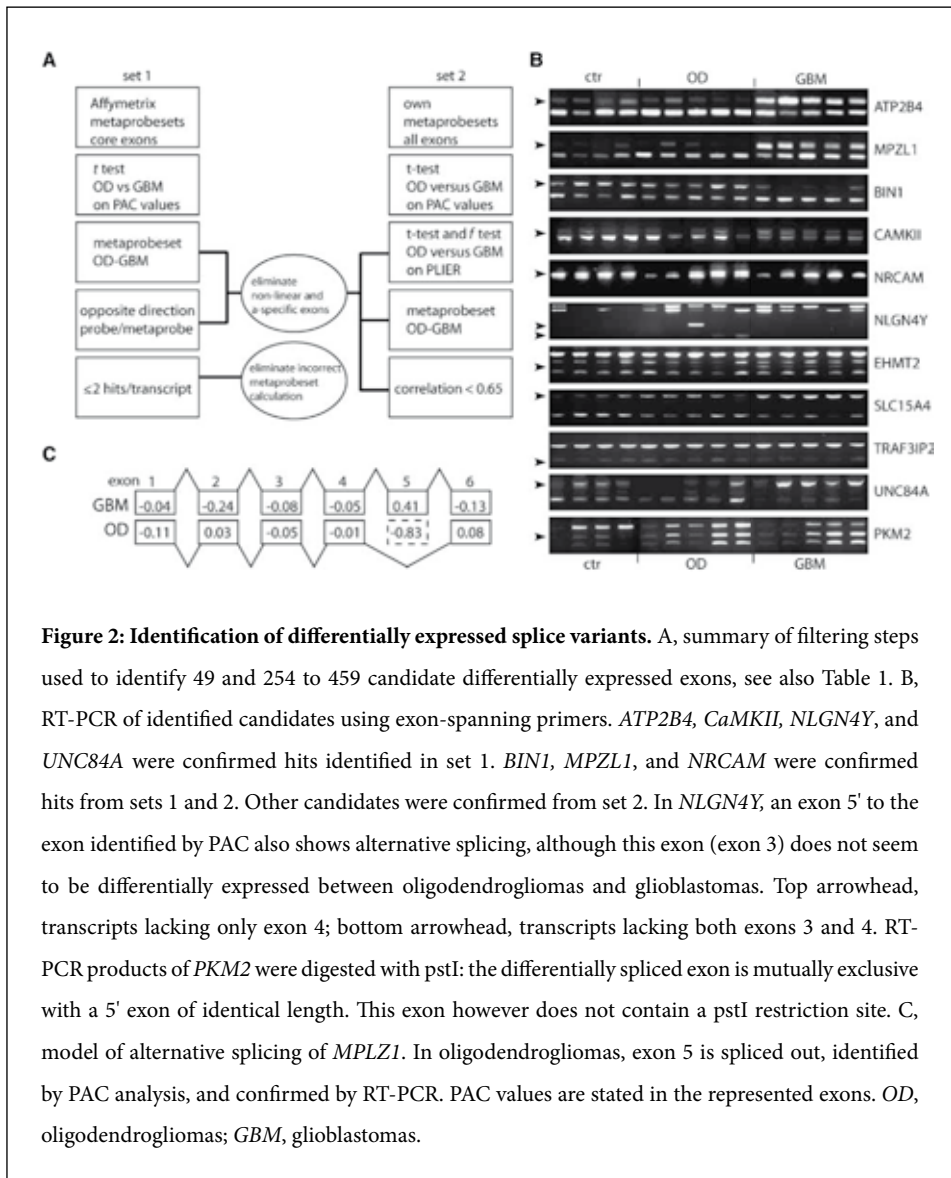 A
set 1
set 2
Affymetrix
metaprobesets
core exons
own
metaprobesets
all exons
t test
OD vs GBM
on PAC values
t-test
OD versus GBM
on PAC values
metaprobeset
OD-GBM
t-test and f test
OD versus GBM
on PLIER
eliminate
non-linear and
a-specific exons
opposite direction
probe/metaprobe
metaprobeset
OD-GBM
≤2 hits/transcript
eliminate incorrect
metaprobeset
calculation
correlation < 0.65
B
ctr OD GBM
ATP2B4
MPZL1
BIN1
CAMKII
NRCAM
NLGN4Y
EHMT2
SLC15A4
TRAF3IP2
UNC84A
PKM2
ctr OD GBM
C
exon 1 2 3 4 5 6
GBM -0.04 -0.24 -0.08 -0.05 0.41 -0.13
OD -0.11 0.03 -0.05 -0.01 -0.83 0.08
Figure 2: Identification of differentially expressed splice variants. A, summary of filtering steps
used to identify 49 and 254 to 459 candidate differentially expressed exons, see also Table 1. B,
RT-PCR of identified candidates using exon-spanning primers. ATP2B4, CaMKII, NLGN4Y, and
UNC84A were confirmed hits identified in set 1. BIN1, MPZL1, and NRCAM were confirmed
hits from sets 1 and 2. Other candidates were confirmed from set 2. In NLGN4Y, an exon 5' to the
exon identified by PAC also shows alternative splicing, although this exon (exon 3) does not seem
to be differentially expressed between oligodendrogliomas and glioblastomas. Top arrowhead,
transcripts lacking only exon 4; bottom arrowhead, transcripts lacking both exons 3 and 4. RT-
PCR products of PKM2 were digested with pstI: the differentially spliced exon is mutually exclusive
with a 5' exon of identical length. This exon however does not contain a pstI restriction site. C,
model of alternative splicing of MPLZ1. In oligodendrogliomas, exon 5 is spliced out, identified
by PAC analysis, and confirmed by RT-PCR. PAC values are stated in the represented exons. OD,
oligodendrogliomas; GBM, glioblastomas.